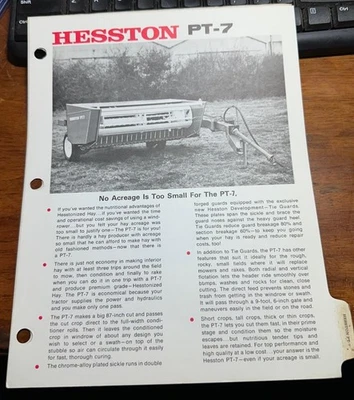 HESSTON PT-7
No Acreage Is Too Small For The PT-7.
If you've wanted the nutritional advantages of
Hesstonized Hay...if you've wanted the time
and operational cost savings of using a wind-
rower...but you felt your hay acreage was
too small to justify one—The PT-7 is for you!
There is hardly a hay producer with acreage
so small that he can afford to make hay with
old fashioned methods—now that there is
a PT-7.
There is just no economy in making inferior
hay with at least three trips around the field
to mow, then condition and finally to rake
when you can do it in one trip with a PT-7
and produce premium grade—Hesstonized
Hay. The PT-7 is economical because your
tractor supplies the power and hydraulics
and you make only one pass.
The PT-7 makes a big 87-inch cut and passes
the cut crop direct to the full-width condi-
tioner rolls. Then it leaves the conditioned
crop in windrow of about any design you
wish to select or a swath—on top of the
stubble so air can circulate through it easily
for fast, thorough curing.
The chrome-alloy plated sickle runs in double
forged guards equipped with the exclusive
new Hesston Development—Tie Guards.
These plates span the sickle and brace the
guard noses against the heavy guard heel.
Tie Guards reduce guard breakage 80% and
section breakage 60%—to keep you going
when your hay is ready and reduce repair
costs, too!
In addition to Tie Guards, the PT-7 has other
features that suit it ideally for the rough,
rocky, small fields where it will replace
mowers and rakes. Both radial and vertical
flotation lets the header ride smoothly over
bumps, washes and rocks for clean, close
cutting. The direct feed prevents stones and
trash from getting in the window or swath.
It will pass through a 9-foot, 6-inch gate and
maneuvers easily in the field or on the road.
Short crops, tall crops, thick or thin crops,
the PT-7 lets you cut them fast, in their prime
stage and condition them so the moisture
escapes...but nutritious tender tips and
leaves are retained. For top performance and
high quality at a low cost...your answer is the
Hesston PT-7—even if your acreage is small.